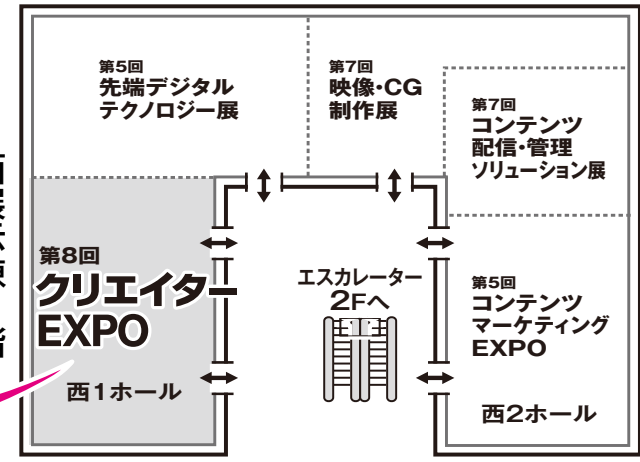 第5回
先端デジタル
テクノロジー展
第7回
映像・CG
制作展
第7回
コンテンツ
配信・管理
ソリューション展
第8回
クリエイター
EXPO
西1ホール
エスカレーター
2Fへ
第5回
コンテンツ
マーケティング
EXPO
西2ホール